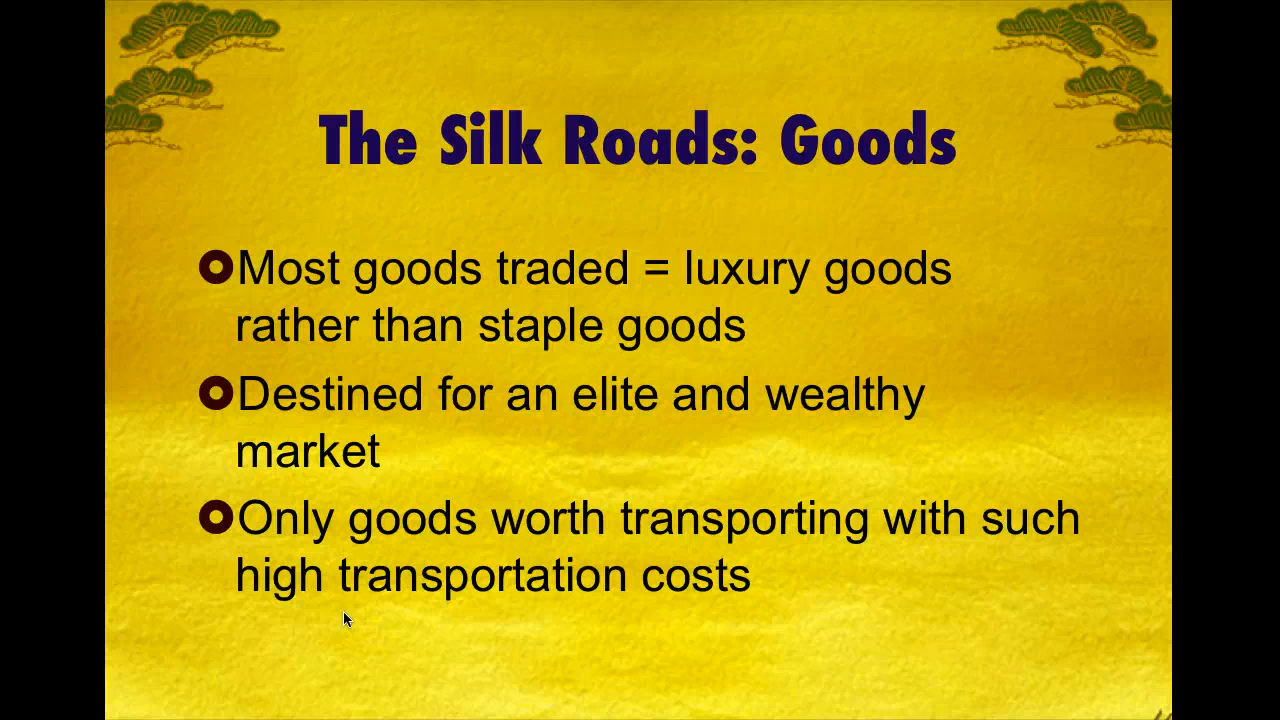 The Silk Roads: Goods
Most goods traded = luxury goods
rather than staple goods
Destined for an elite and wealthy
market
Only goods worth transporting with such
high transportation costs